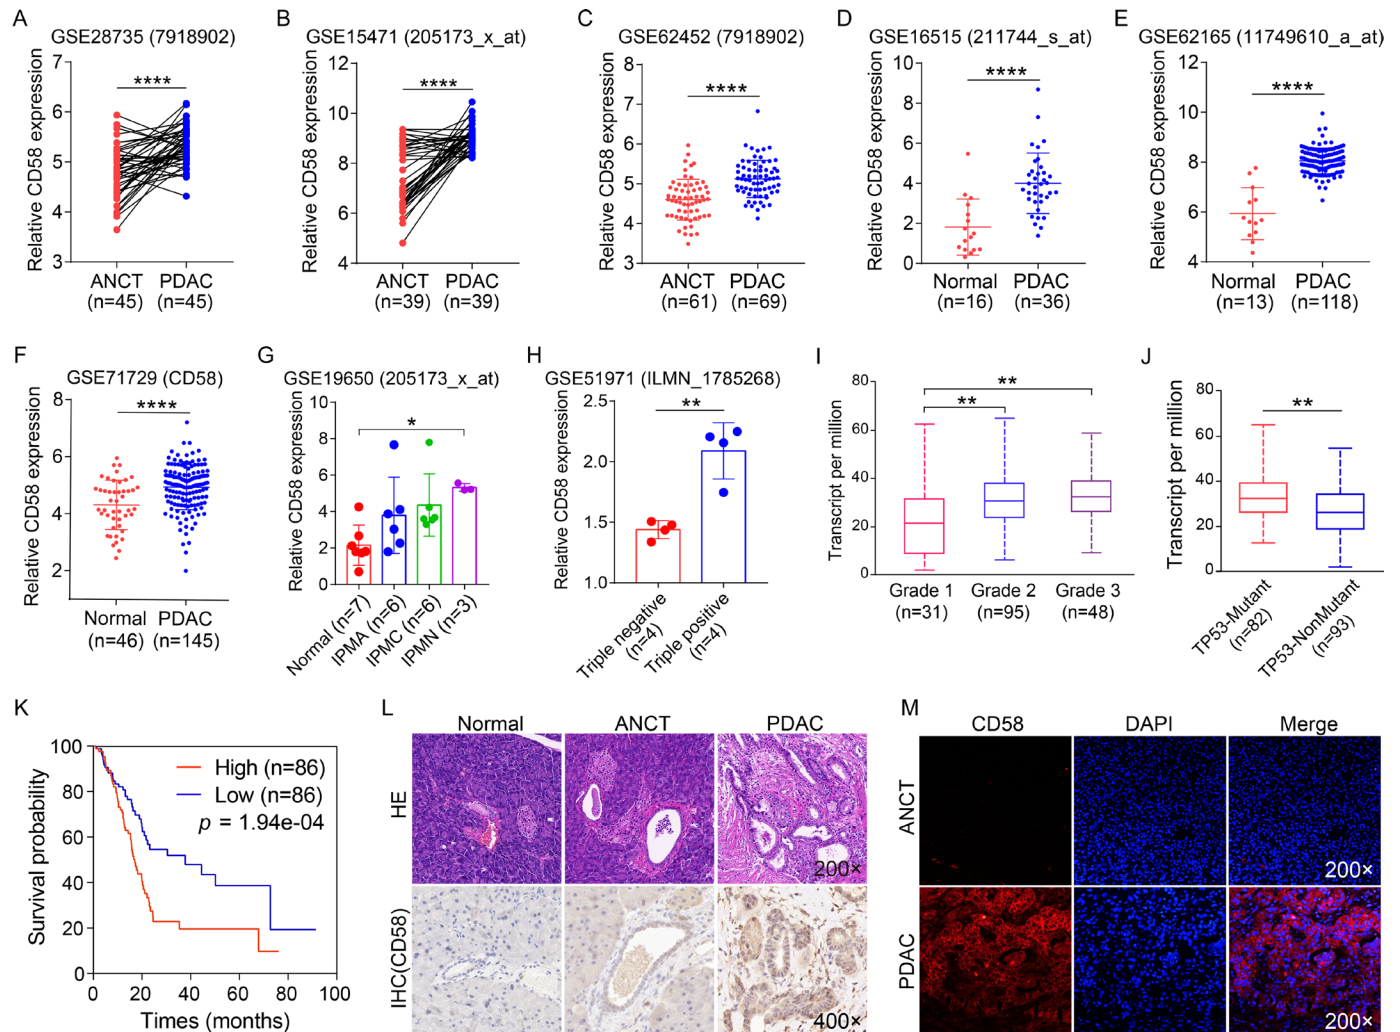 A
GSE28735 (7918902)
Relative CD58 expression
7
6
5
4
3
****
ANCT
(n=45)
PDAC
(n=45)
B
GSE15471 (205173_x_at)
Relative CD58 expression
12
10
8
6
4
****
ANCT
(n=39)
PDAC
(n=39)
C
GSE62452 (7918902)
Relative CD58 expression
8
7
6
5
4
3
****
ANCT
(n=61)
PDAC
(n=69)
D
GSE16515 (211744_s_at)
Relative CD58 expression
10
8
6
4
2
0
****
Normal
(n=16)
PDAC
(n=36)
E
GSE62165 (11749610_a_at)
Relative CD58 expression
12
10
8
6
4
****
Normal
(n=13)
PDAC
(n=118)
F
GSE71729 (CD58)
Relative CD58 expression
8
6
4
2
****
Normal
(n=46)
PDAC
(n=145)
G
GSE19650 (205173_x_at)
Relative CD58 expression
10
8
6
4
2
0
*
Normal (n=7)
IPMA (n=6)
IPMC (n=6)
IPMN (n=3)
H
GSE51971 (ILMN_1785268)
Relative CD58 expression
2.5
2.0
1.5
1.0
**
Triple negative
(n=4)
Triple positive
(n=4)
I
Transcript per million
80
60
40
20
0
**
**
Grade 1
(n=31)
Grade 2
(n=95)
Grade 3
(n=48)
J
Transcript per million
80
60
40
20
0
**
TP53-Mutant
(n=82)
TP53-NonMutant
(n=93)
K
Survival probability
100
80
60
40
20
0
High (n=86)
Low (n=86)
p = 1.94e-04
0 20 40 60 80 100
Times (months)
L
Normal
ANCT
PDAC
HE
200×
IHC(CD58)
400×
M
CD58
DAPI
Merge
ANCT
200×
PDAC
200×